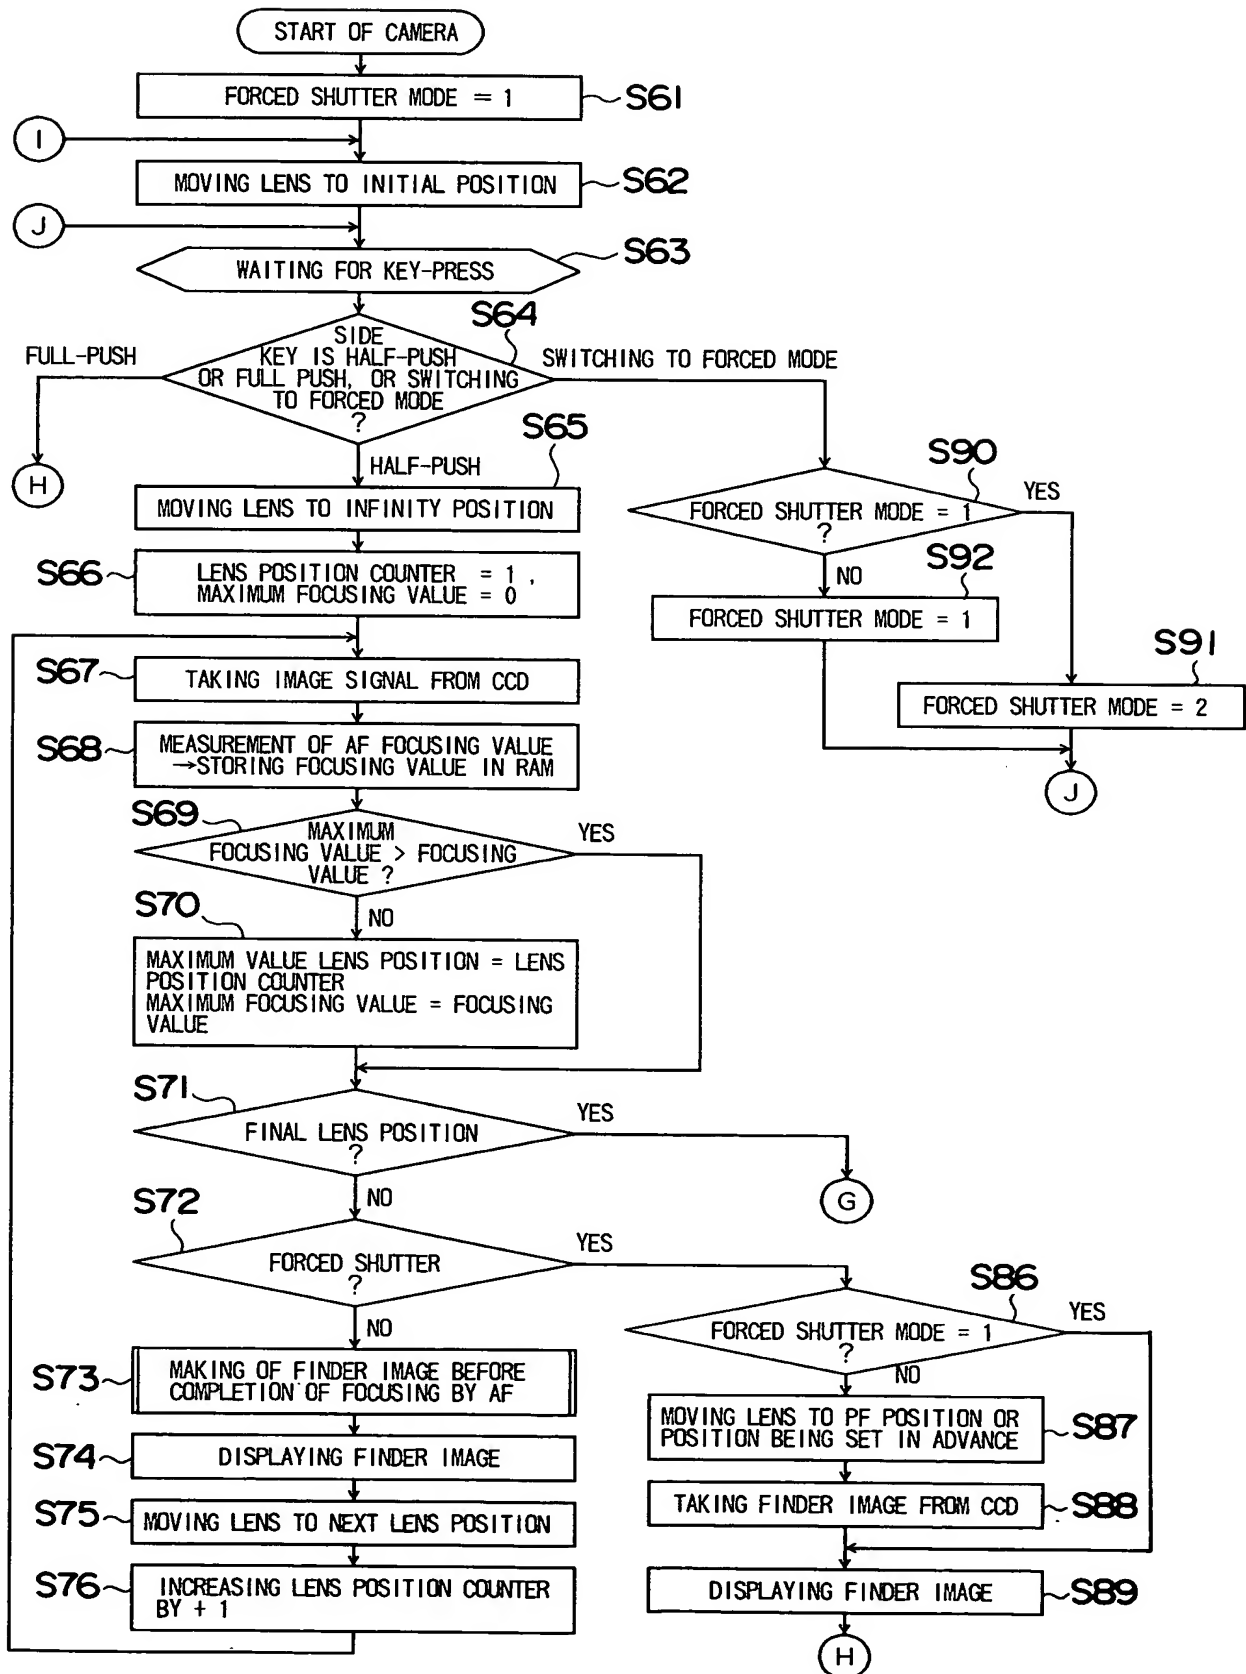 START OF CAMERA
FORCED SHUTTER MODE = 1
S61
I
MOVING LENS TO INITIAL POSITION
S62
J
WAITING FOR KEY-PRESS
S63
S64
SIDE
KEY IS HALF-PUSH
OR FULL PUSH, OR SWITCHING
TO FORCED MODE
?
FULL-PUSH
SWITCHING TO FORCED MODE
H
HALF-PUSH
S65
MOVING LENS TO INFINITY POSITION
S90
FORCED SHUTTER MODE = 1
?
YES
NO
S92
FORCED SHUTTER MODE = 1
S91
FORCED SHUTTER MODE = 2
J
S66
LENS POSITION COUNTER = 1 ,
MAXIMUM FOCUSING VALUE = 0
S67
TAKING IMAGE SIGNAL FROM CCD
S68
MEASUREMENT OF AF FOCUSING VALUE
→STORING FOCUSING VALUE IN RAM
S69
MAXIMUM
FOCUSING VALUE > FOCUSING
VALUE ?
YES
NO
S70
MAXIMUM VALUE LENS POSITION = LENS
POSITION COUNTER
MAXIMUM FOCUSING VALUE = FOCUSING
VALUE
S71
FINAL LENS POSITION
?
YES
G
NO
S72
FORCED SHUTTER
?
YES
NO
S86
FORCED SHUTTER MODE = 1
?
YES
NO
S73
MAKING OF FINDER IMAGE BEFORE
COMPLETION OF FOCUSING BY AF
S74
DISPLAYING FINDER IMAGE
S75
MOVING LENS TO NEXT LENS POSITION
S76
INCREASING LENS POSITION COUNTER
BY + 1
MOVING LENS TO PF POSITION OR
POSITION BEING SET IN ADVANCE
S87
TAKING FINDER IMAGE FROM CCD
S88
DISPLAYING FINDER IMAGE
S89
H